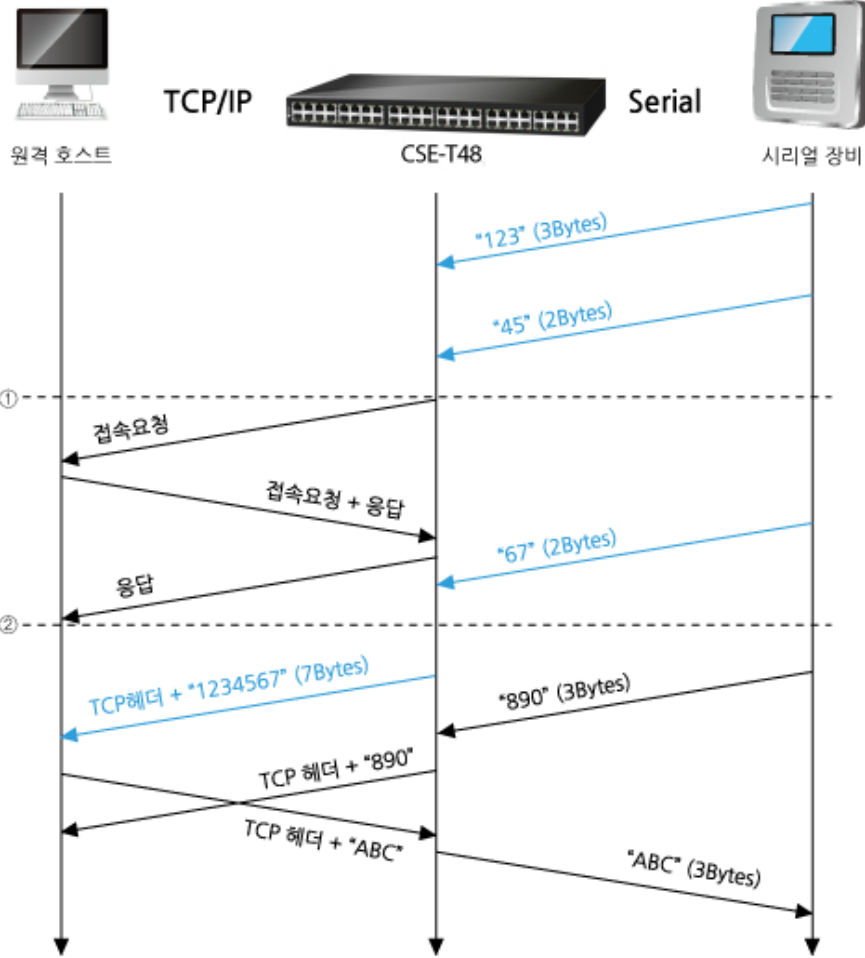 TCP/IP
Serial
원격 호스트
CSE-T48
시리얼 장비
“123” (3Bytes)
“45” (2Bytes)
①
접속요청
접속요청 + 응답
“67” (2Bytes)
응답
②
TCP헤더 + “1234567” (7Bytes)
“890” (3Bytes)
TCP 헤더 + “890”
TCP 헤더 + “ABC”
“ABC” (3Bytes)